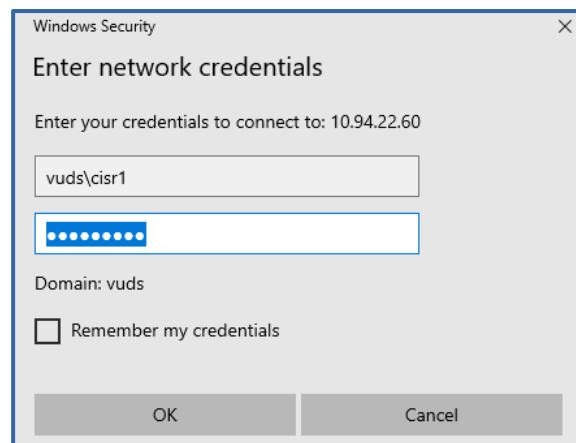 Windows Security
Enter network credentials
Enter your credentials to connect to: 10.94.22.60
vuds\cisr1
●●●●●●●●●
Domain: vuds
Remember my credentials
OK
Cancel